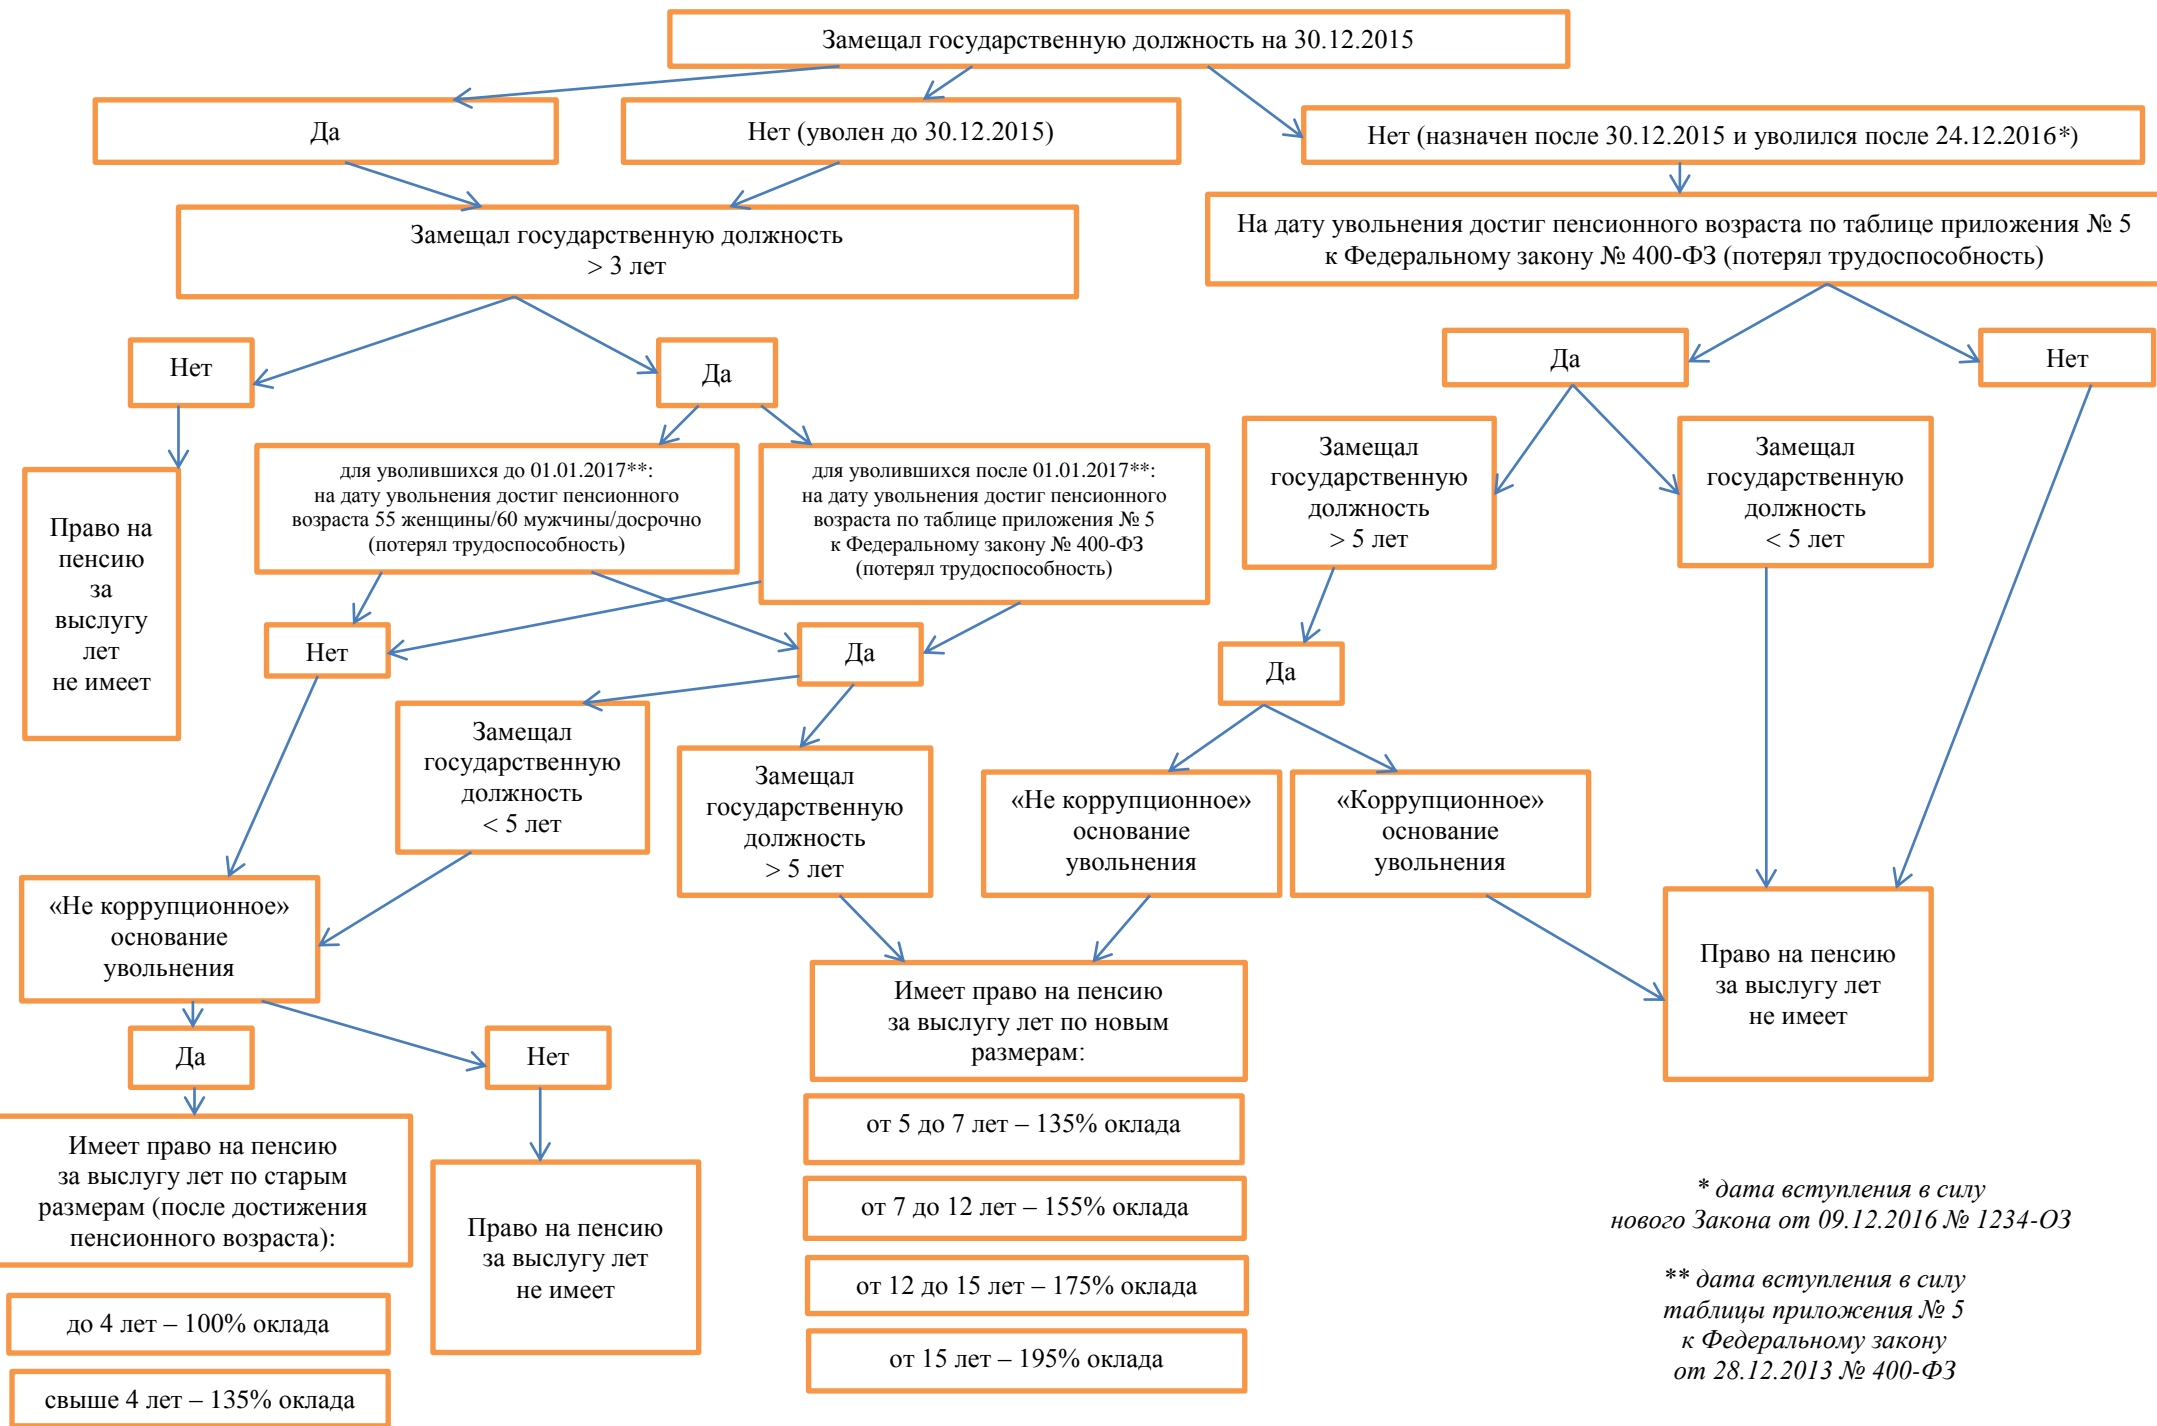 Замещал государственную должность на 30.12.2015
Да
Нет (уволен до 30.12.2015)
Нет (назначен после 30.12.2015 и уволился после 24.12.2016*)
Замещал государственную должность
> 3 лет
На дату увольнения достиг пенсионного возраста по таблице приложения № 5
к Федеральному закону № 400-ФЗ (потерял трудоспособность)
Нет
Да
Да
Нет
Право на
пенсию
за
выслугу
лет
не имеет
для уволившихся до 01.01.2017**:
на дату увольнения достиг пенсионного
возраста 55 женщины/60 мужчины/досрочно
(потерял трудоспособность)
для уволившихся после 01.01.2017**:
на дату увольнения достиг пенсионного
возраста по таблице приложения № 5
к Федеральному закону № 400-ФЗ
(потерял трудоспособность)
Замещал
государственную
должность
> 5 лет
Замещал
государственную
должность
< 5 лет
Нет
Да
Да
Замещал
государственную
должность
< 5 лет
Замещал
государственную
должность
> 5 лет
«Не коррупционное»
основание
увольнения
«Коррупционное»
основание
увольнения
«Не коррупционное»
основание
увольнения
Право на пенсию
за выслугу лет
не имеет
Да
Нет
Имеет право на пенсию
за выслугу лет по новым
размерам:
от 5 до 7 лет – 135% оклада
от 7 до 12 лет – 155% оклада
от 12 до 15 лет – 175% оклада
от 15 лет – 195% оклада
Имеет право на пенсию
за выслугу лет по старым
размерам (после достижения
пенсионного возраста):
до 4 лет – 100% оклада
свыше 4 лет – 135% оклада
Право на пенсию
за выслугу лет
не имеет
* дата вступления в силу
нового Закона от 09.12.2016 № 1234-ОЗ
** дата вступления в силу
таблицы приложения № 5
к Федеральному закону
от 28.12.2013 № 400-ФЗ